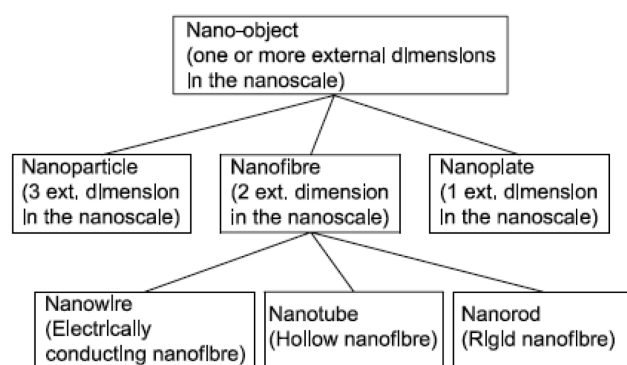 Nano-object
(one or more external dimensions
in the nanoscale)
Nanoparticle
(3 ext. dimension
in the nanoscale)
Nanofibre
(2 ext. dimension
in the nanoscale)
Nanoplate
(1 ext. dimension
in the nanoscale)
Nanowire
(Electrically
conducting nanofibre)
Nanotube
(Hollow nanofibre)
Nanorod
(Rigid nanofibre)